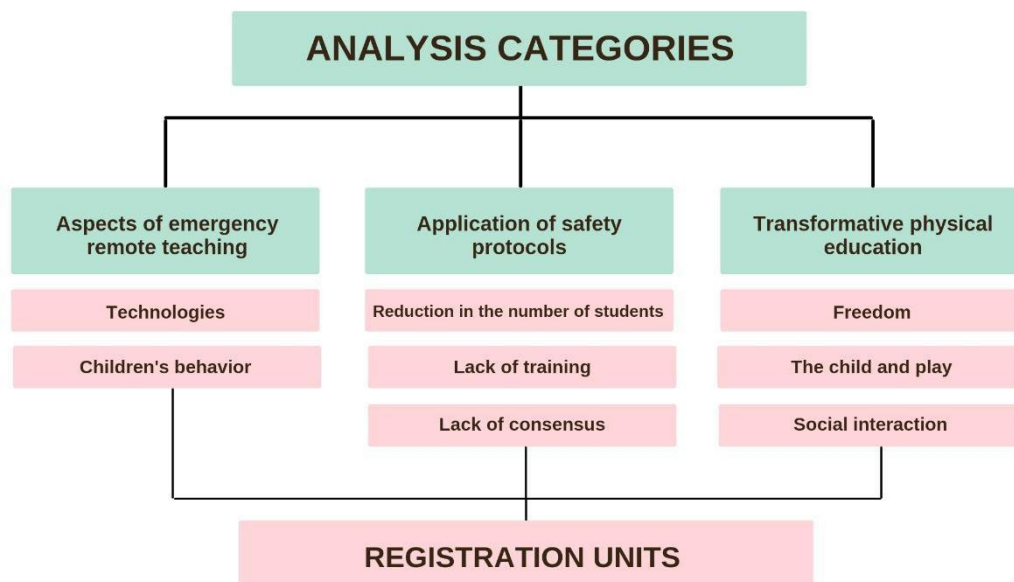 ANALYSIS CATEGORIES
Aspects of emergency
remote teaching
Technologies
Children's behavior
Application of safety
protocols
Reduction in the number of students
Lack of training
Lack of consensus
Transformative physical
education
Freedom
The child and play
Social interaction
REGISTRATION UNITS